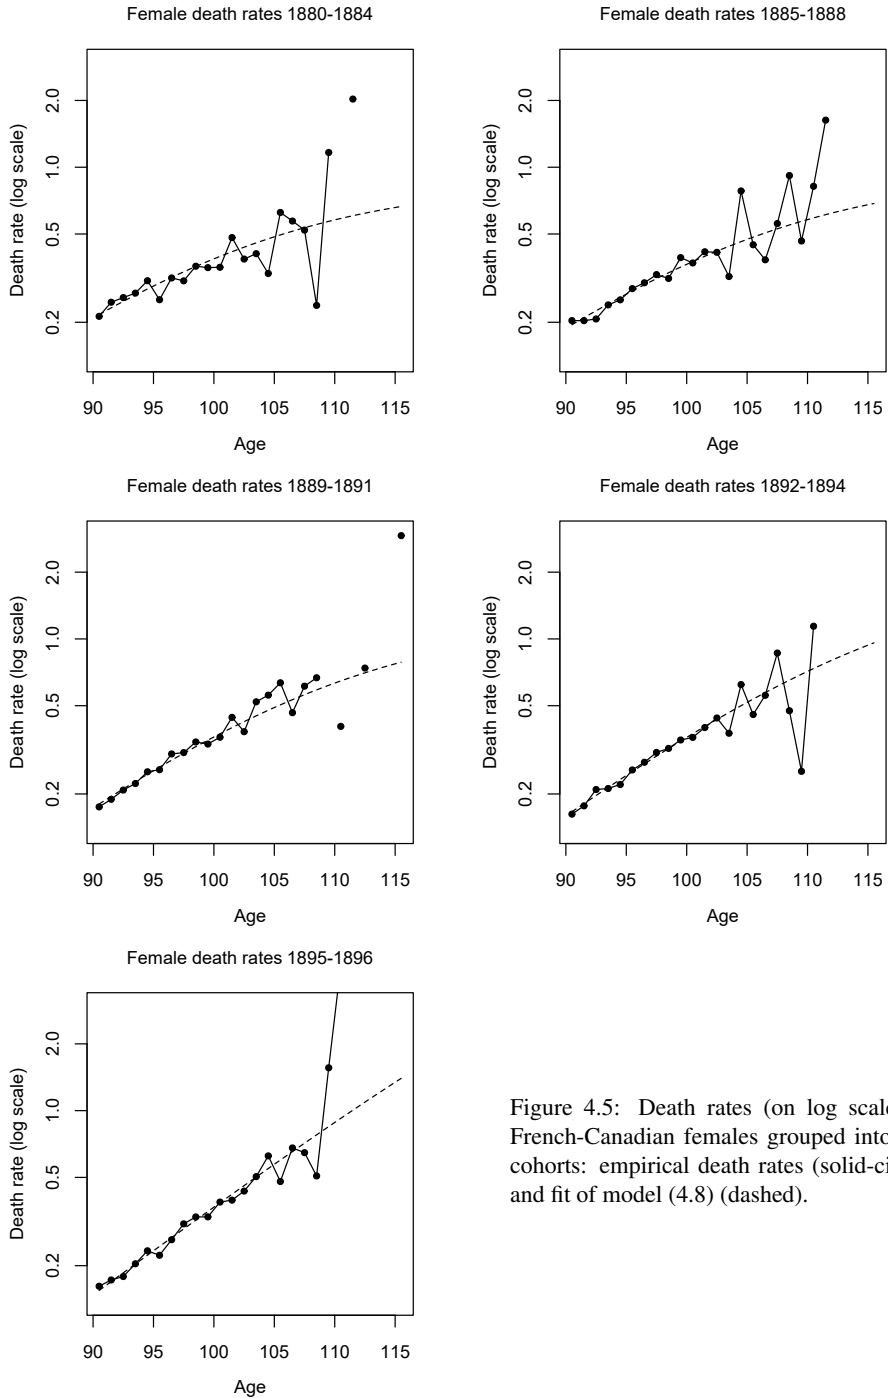 Female death rates 1880-1884
Death rate (log scale)
2.0
1.0
0.5
0.2
90 95 100 105 110 115
Age
Female death rates 1885-1888
Death rate (log scale)
2.0
1.0
0.5
0.2
90 95 100 105 110 115
Age
Female death rates 1889-1891
Death rate (log scale)
2.0
1.0
0.5
0.2
90 95 100 105 110 115
Age
Female death rates 1892-1894
Death rate (log scale)
2.0
1.0
0.5
0.2
90 95 100 105 110 115
Age
Female death rates 1895-1896
Death rate (log scale)
2.0
1.0
0.5
0.2
90 95 100 105 110 115
Age
Figure 4.5: Death rates (on log scale
French-Canadian females grouped into
cohorts: empirical death rates (solid-ci
and fit of model (4.8) (dashed).